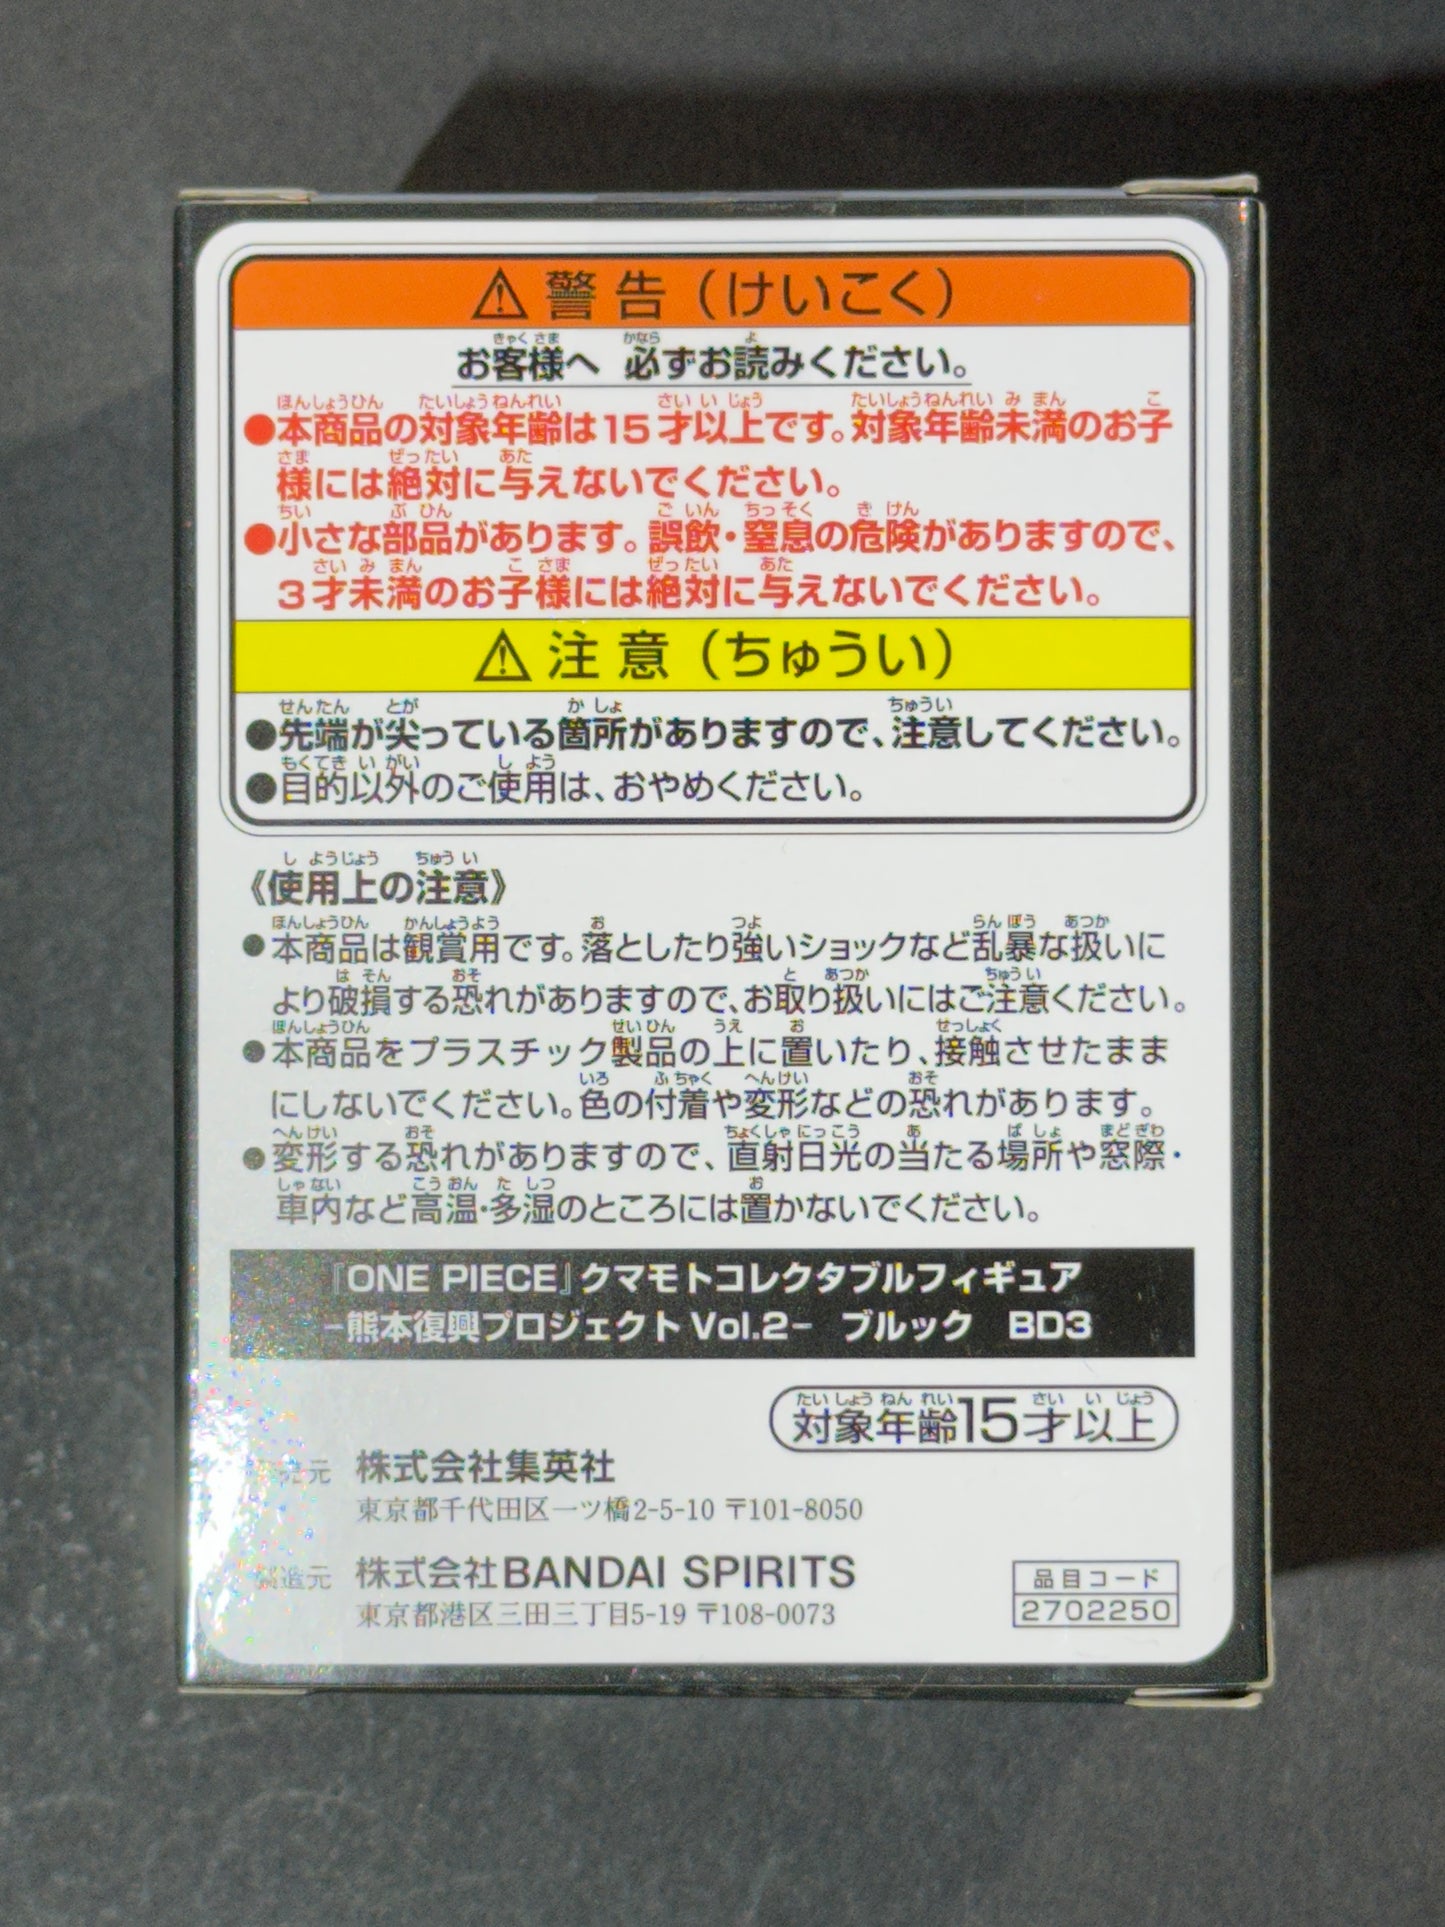 ⚠警告（けいこく）
お客様へ 必ずお読みください。
●本商品の対象年齢は15才以上です。対象年齢未満のお子
様には絶対に与えないでください。
●小さな部品があります。誤飲・窒息の危険がありますので、
3才未満のお子様には絶対に与えないでください。
⚠注意（ちゅうい）
●先端が尖っている箇所がありますので、注意してください。
●目的以外のご使用は、おやめください。
《使用上の注意》
●本商品は観賞用です。落としたり強いショックなど乱暴な扱いに
より破損する恐れがありますので、お取り扱いにはご注意ください。
●本商品をプラスチック製品の上に置いたり、接触させたまま
にしないでください。色の付着や変形などの恐れがあります。
●変形する恐れがありますので、直射日光の当たる場所や窓際・
車内など高温・多湿のところには置かないでください。
『ONE PIECE』クマモトコレクタブルフィギュア
-熊本復興プロジェクトVol.2- ブルック BD3
対象年齢15才以上
元 株式会社集英社
東京都千代田区一ツ橋2-5-10 〒101-8050
製造元 株式会社BANDAI SPIRITS
東京都港区三田三丁目5-19 〒108-0073
品目コード
2702250